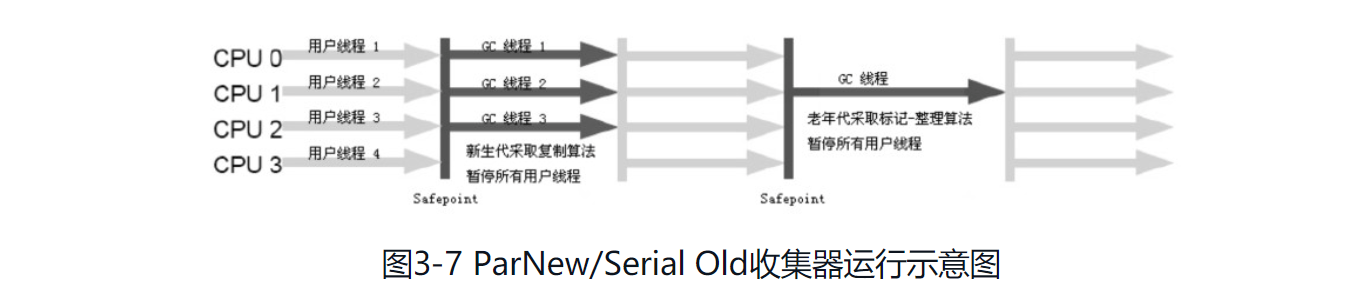 CPU 0
用户线程 1
GC 线程 1
CPU 1
用户线程 2
GC 线程 2
GC 线程
CPU 2
用户线程 3
GC 线程 3
老年代采取标记-整理算法
暂停所有用户线程
CPU 3
用户线程 4
新生代采取复制算法
暂停所有用户线程
Safepoint
Safepoint
图3-7 ParNew/Serial Old收集器运行示意图